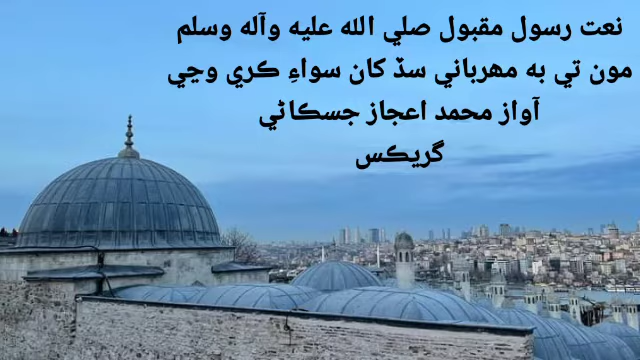 نعت رسول مقبول صلي الله عليه وآله وسلم
مون تي به مهرباني سڏ کان سواءِ ڪري وڃي
آواز محمد اعجاز جسڪاڻي
گريڪس